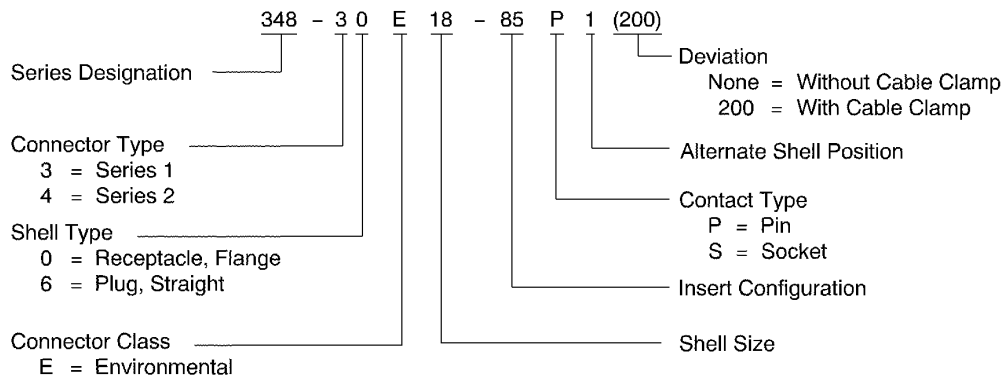 348 – 3 0 E 18 – 85 P 1 (200)
Series Designation
Connector Type
3 = Series 1
4 = Series 2
Shell Type
0 = Receptacle, Flange
6 = Plug, Straight
Connector Class
E = Environmental
Deviation
None = Without Cable Clamp
200 = With Cable Clamp
Alternate Shell Position
Contact Type
P = Pin
S = Socket
Insert Configuration
Shell Size